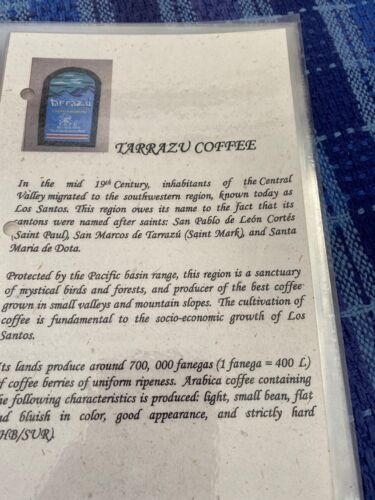 Tarrazu
TARRAZU COFFEE
In the mid 19th Century, inhabitants of the Central
Valley migrated to the southwestern region, known today as
Los Santos. This region owes its name to the fact that its
cantons were named after saints: San Pablo de León Cortés
(Saint Paul), San Marcos de Tarrazú (Saint Mark), and Santa
María de Dota.
Protected by the Pacific basin range, this region is a sanctuary
of mystical birds and forests, and producer of the best coffee
grown in small valleys and mountain slopes. The cultivation of
coffee is fundamental to the socio-economic growth of Los
Santos.
Its lands produce around 700, 000 fanegas (1 fanega = 400 L)
of coffee berries of uniform ripeness. Arabica coffee containing
he following characteristics is produced: light, small bean, flat
nd bluish in color, good appearance, and strictly hard
HB/SUR)